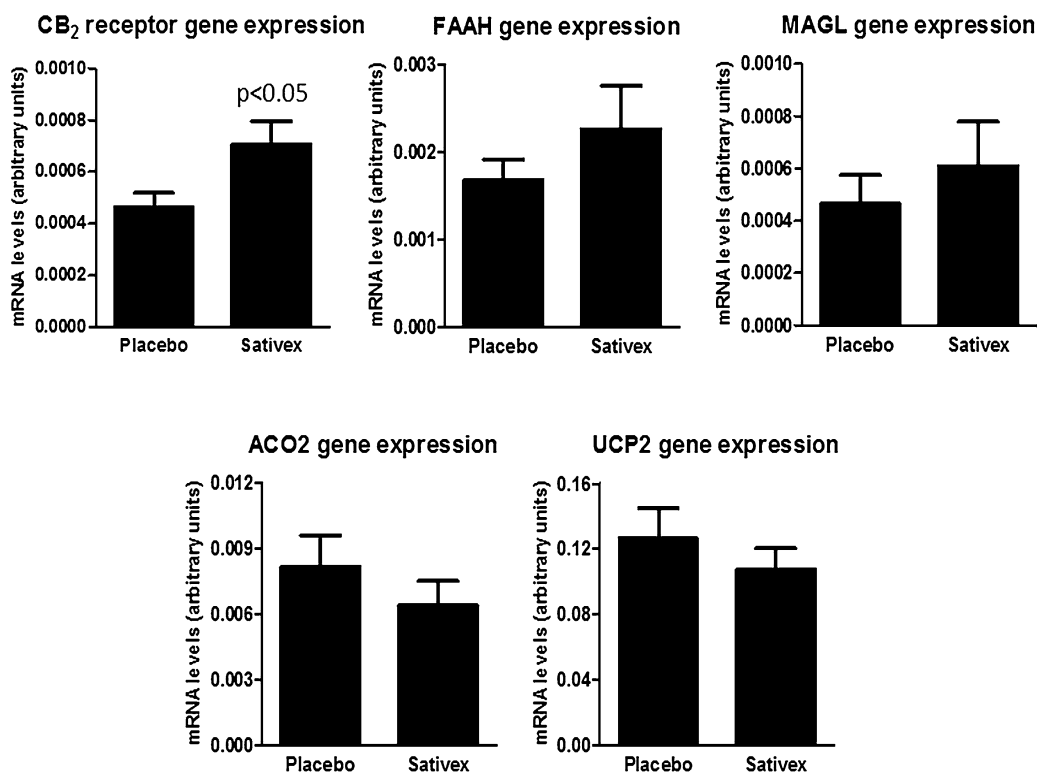 CB₂ receptor gene expression
mRNA levels (arbitrary units)
0.0010
0.0008
0.0006
0.0004
0.0002
0.0000
p<0.05
Placebo Sativex
FAAH gene expression
mRNA levels (arbitrary units)
0.003
0.002
0.001
0.000
Placebo Sativex
MAGL gene expression
mRNA levels (arbitrary units)
0.0010
0.0008
0.0006
0.0004
0.0002
0.0000
Placebo Sativex
ACO2 gene expression
mRNA levels (arbitrary units)
0.012
0.009
0.006
0.003
0.000
Placebo Sativex
UCP2 gene expression
mRNA levels (arbitrary units)
0.16
0.12
0.08
0.04
0.00
Placebo Sativex